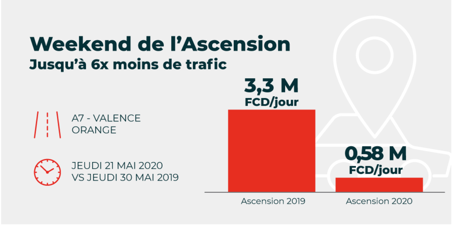 Weekend de l'Ascension
Jusqu'à 6x moins de trafic
3,3 M
FCD/jour
A7 - VALENCE
ORANGE
0,58 M
FCD/jour
JEUDI 21 MAI 2020
VS JEUDI 30 MAI 2019
Ascension 2019
Ascension 2020